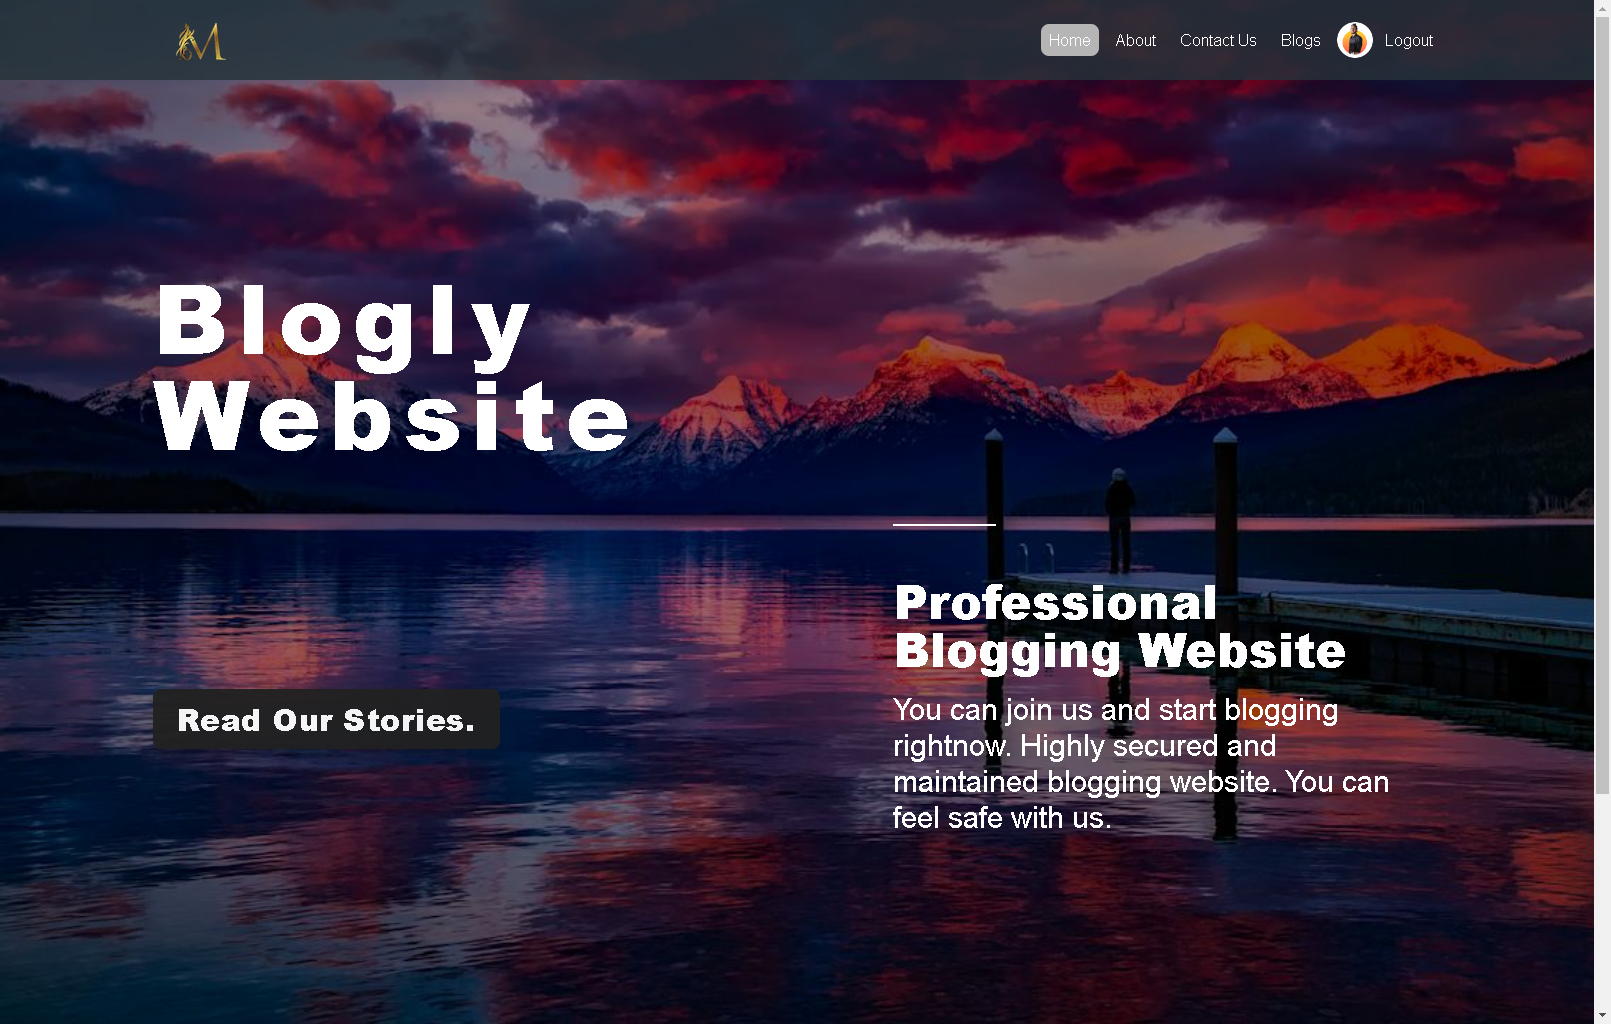 M
Home
About
Contact Us
Blogs
Logout
Blogly
Website
Professional
Blogging Website
You can join us and start blogging
rightnow. Highly secured and
maintained blogging website. You can
feel safe with us.
Read Our Stories.